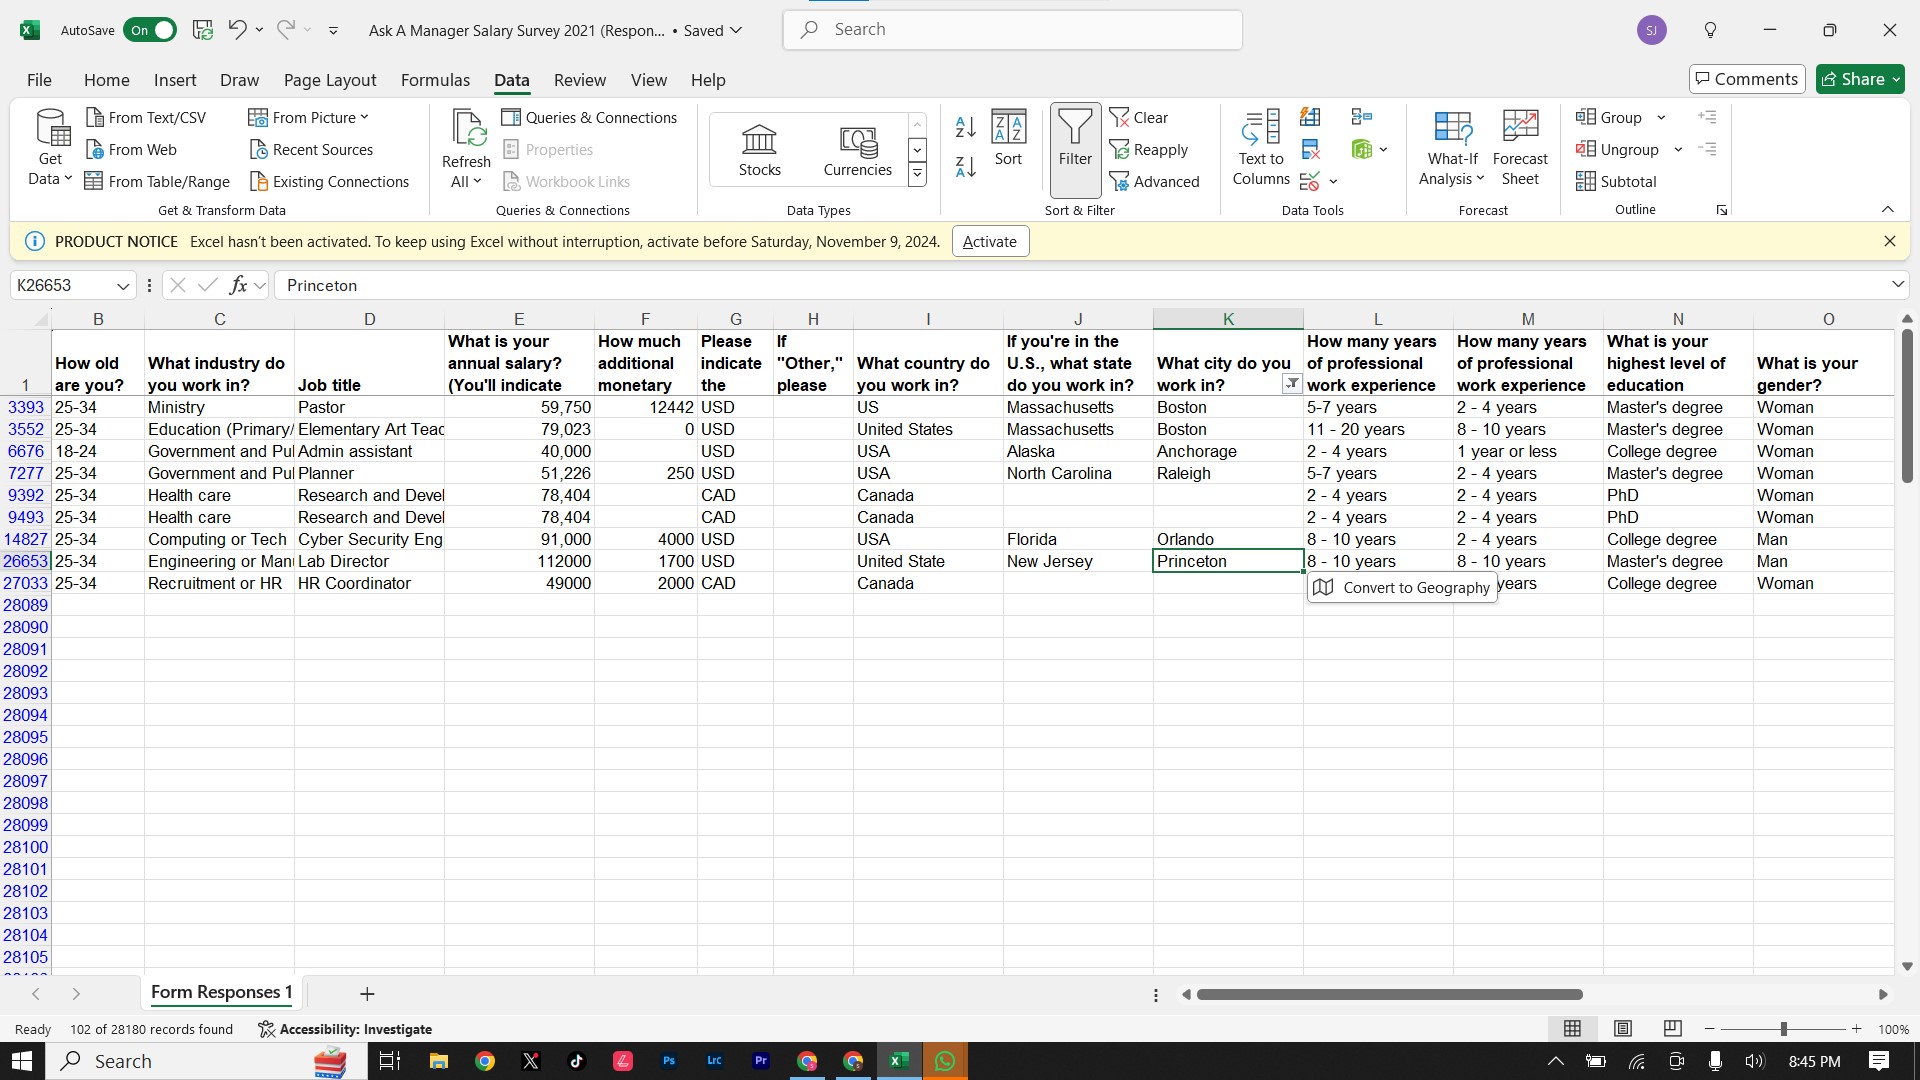 AutoSave On Ask A Manager Salary Survey 2021 (Respon... • Saved Search SJ
File Home Insert Draw Page Layout Formulas Data Review View Help Comments Share
Get Data From Text/CSV From Web From Table/Range From Picture Recent Sources Existing Connections
Get & Transform Data
Refresh All Queries & Connections Properties Workbook Links
Queries & Connections
Stocks Currencies
Data Types
Sort Filter Clear Reapply Advanced
Sort & Filter
Text to Columns
Data Tools
What-If Analysis Forecast Sheet
Forecast
Group Ungroup Subtotal
Outline
PRODUCT NOTICE Excel hasn't been activated. To keep using Excel without interruption, activate before Saturday, November 9, 2024. Activate
K26653 fx Princeton
B C D E F G H I J K L M N O
1 How old are you? What industry do you work in? Job title What is your annual salary? (You'll indicate How much additional monetary Please indicate the If "Other," please What country do you work in? If you're in the U.S., what state do you work in? What city do you work in? How many years of professional work experience How many years of professional work experience What is your highest level of education What is your gender?
3393 25-34 Ministry Pastor 59,750 12442 USD US Massachusetts Boston 5-7 years 2 - 4 years Master's degree Woman
3552 25-34 Education (Primary/ Elementary Art Teac 79,023 0 USD United States Massachusetts Boston 11 - 20 years 8 - 10 years Master's degree Woman
6676 18-24 Government and Pul Admin assistant 40,000 USD USA Alaska Anchorage 2 - 4 years 1 year or less College degree Woman
7277 25-34 Government and Pul Planner 51,226 250 USD USA North Carolina Raleigh 5-7 years 2 - 4 years Master's degree Woman
9392 25-34 Health care Research and Devel 78,404 CAD Canada 2 - 4 years 2 - 4 years PhD Woman
9493 25-34 Health care Research and Devel 78,404 CAD Canada 2 - 4 years 2 - 4 years PhD Woman
14827 25-34 Computing or Tech Cyber Security Eng 91,000 4000 USD USA Florida Orlando 8 - 10 years 2 - 4 years College degree Man
26653 25-34 Engineering or Man Lab Director 112000 1700 USD United State New Jersey Princeton 8 - 10 years 8 - 10 years Master's degree Man
27033 25-34 Recruitment or HR HR Coordinator 49000 2000 CAD Canada years College degree Woman
Convert to Geography
28089
28090
28091
28092
28093
28094
28095
28096
28097
28098
28099
28100
28101
28102
28103
28104
28105
Form Responses 1
Ready 102 of 28180 records found Accessibility: Investigate 100%
Search Ps LrC Pr 8:45 PM